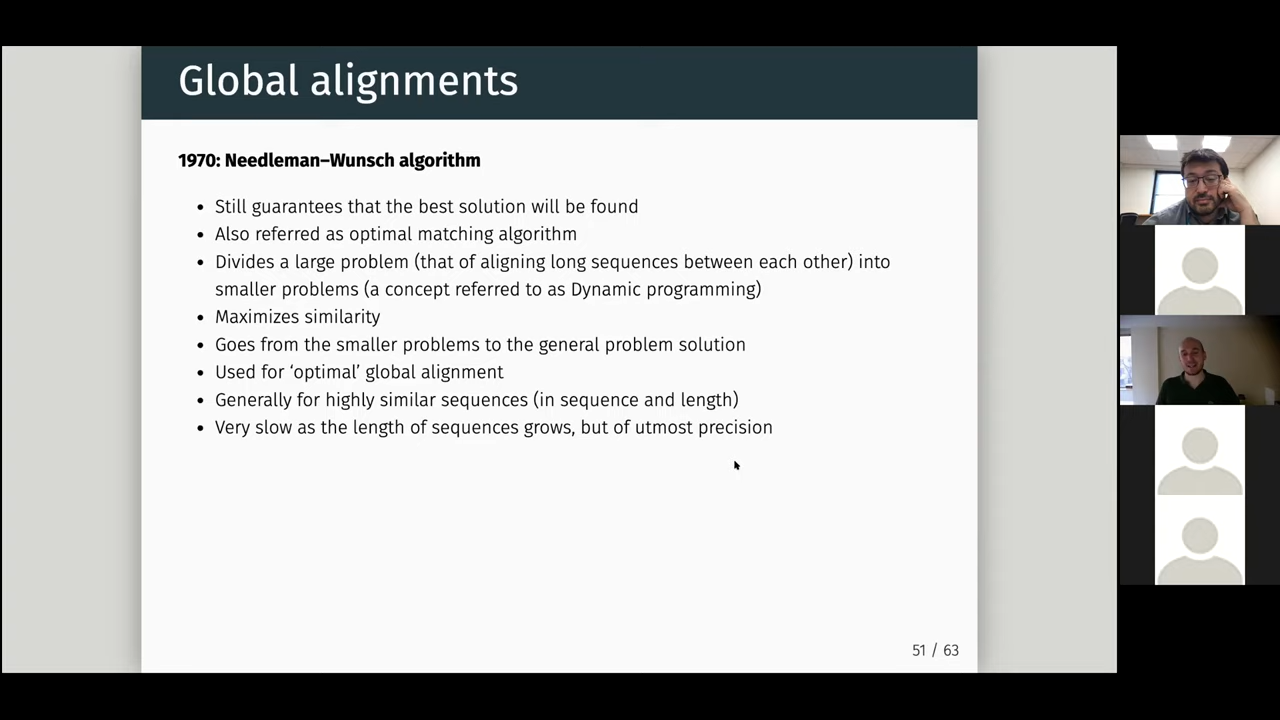 Global alignments
1970: Needleman–Wunsch algorithm
• Still guarantees that the best solution will be found
• Also referred as optimal matching algorithm
• Divides a large problem (that of aligning long sequences between each other) into
smaller problems (a concept referred to as Dynamic programming)
• Maximizes similarity
• Goes from the smaller problems to the general problem solution
• Used for ‘optimal’ global alignment
• Generally for highly similar sequences (in sequence and length)
• Very slow as the length of sequences grows, but of utmost precision
51 / 63